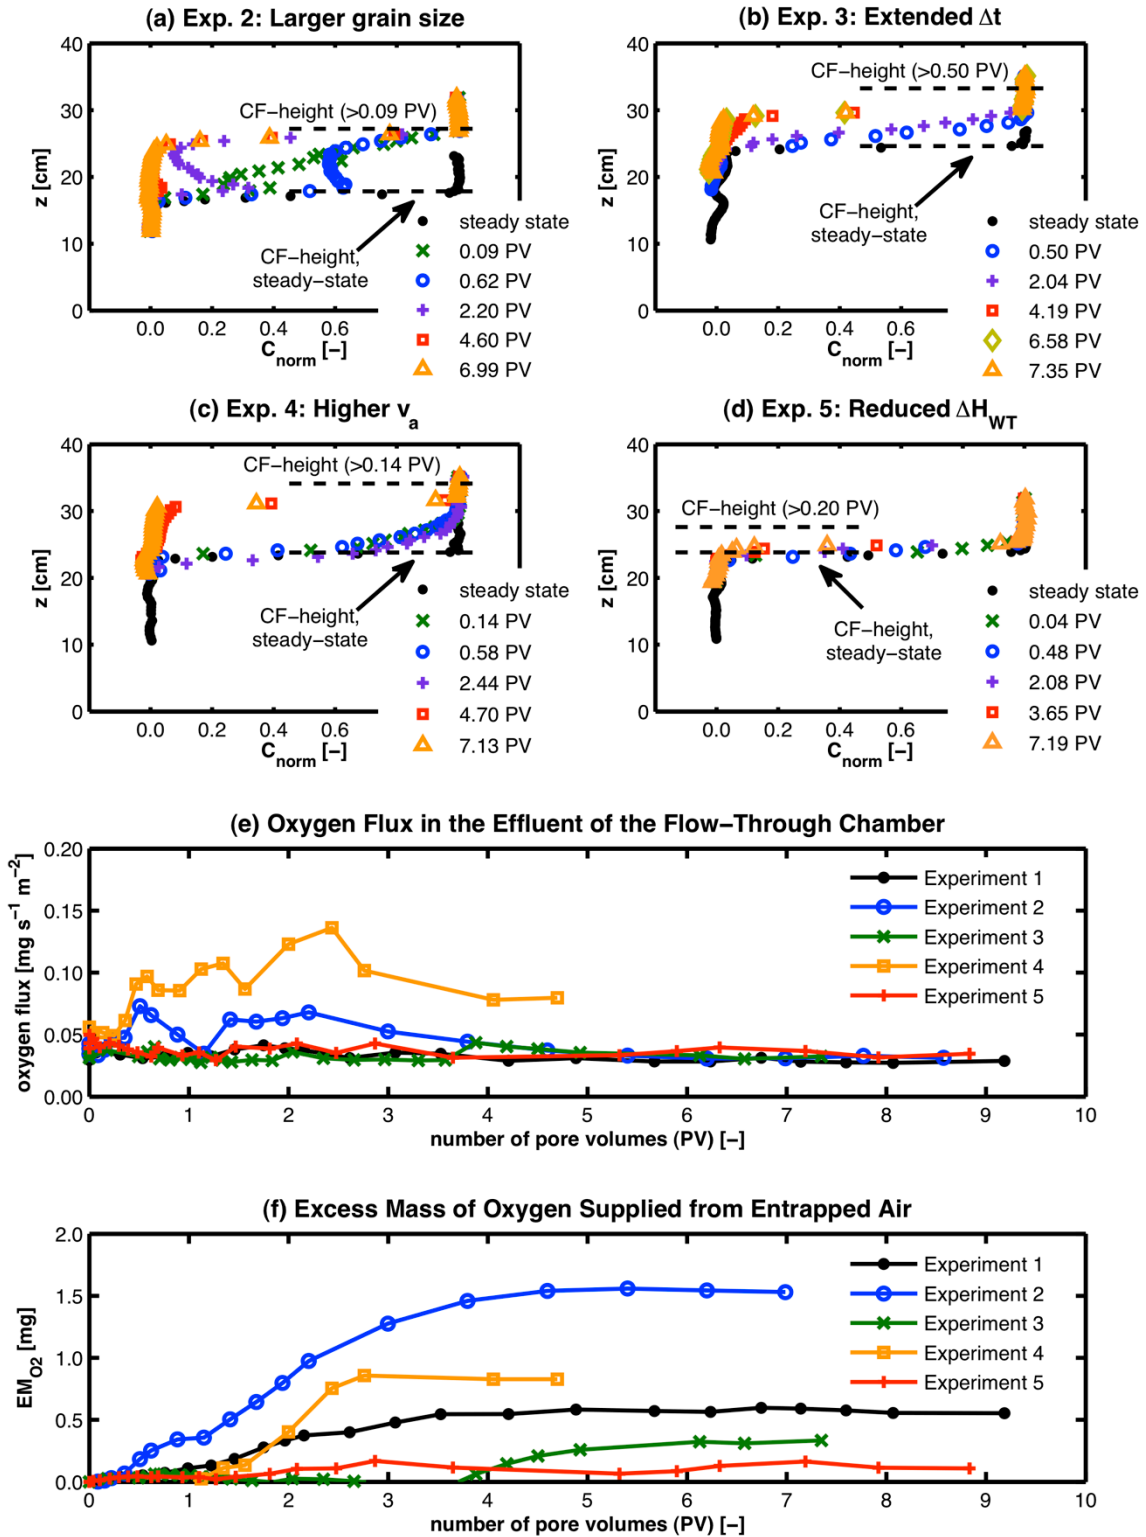 (a) Exp. 2: Larger grain size
40
30
20
10
0
z [cm]
CF−height (>0.09 PV)
CF−height,
steady−state
steady state
0.09 PV
0.62 PV
2.20 PV
4.60 PV
6.99 PV
0.0 0.2 0.4 0.6
C_norm [−]
(b) Exp. 3: Extended Δt
40
30
20
10
0
z [cm]
CF−height (>0.50 PV)
CF−height,
steady−state
steady state
0.50 PV
2.04 PV
4.19 PV
6.58 PV
7.35 PV
0.0 0.2 0.4 0.6
C_norm [−]
(c) Exp. 4: Higher v_a
40
30
20
10
0
z [cm]
CF−height (>0.14 PV)
CF−height,
steady−state
steady state
0.14 PV
0.58 PV
2.44 PV
4.70 PV
7.13 PV
0.0 0.2 0.4 0.6
C_norm [−]
(d) Exp. 5: Reduced ΔH_WT
40
30
20
10
0
z [cm]
CF−height (>0.20 PV)
CF−height,
steady−state
steady state
0.04 PV
0.48 PV
2.08 PV
3.65 PV
7.19 PV
0.0 0.2 0.4 0.6
C_norm [−]
(e) Oxygen Flux in the Effluent of the Flow−Through Chamber
0.20
0.15
0.10
0.05
0.00
oxygen flux [mg s⁻¹ m⁻²]
Experiment 1
Experiment 2
Experiment 3
Experiment 4
Experiment 5
0 1 2 3 4 5 6 7 8 9 10
number of pore volumes (PV) [−]
(f) Excess Mass of Oxygen Supplied from Entrapped Air
2.0
1.5
1.0
0.5
0.0
EM_O2 [mg]
Experiment 1
Experiment 2
Experiment 3
Experiment 4
Experiment 5
0 1 2 3 4 5 6 7 8 9 10
number of pore volumes (PV) [−]